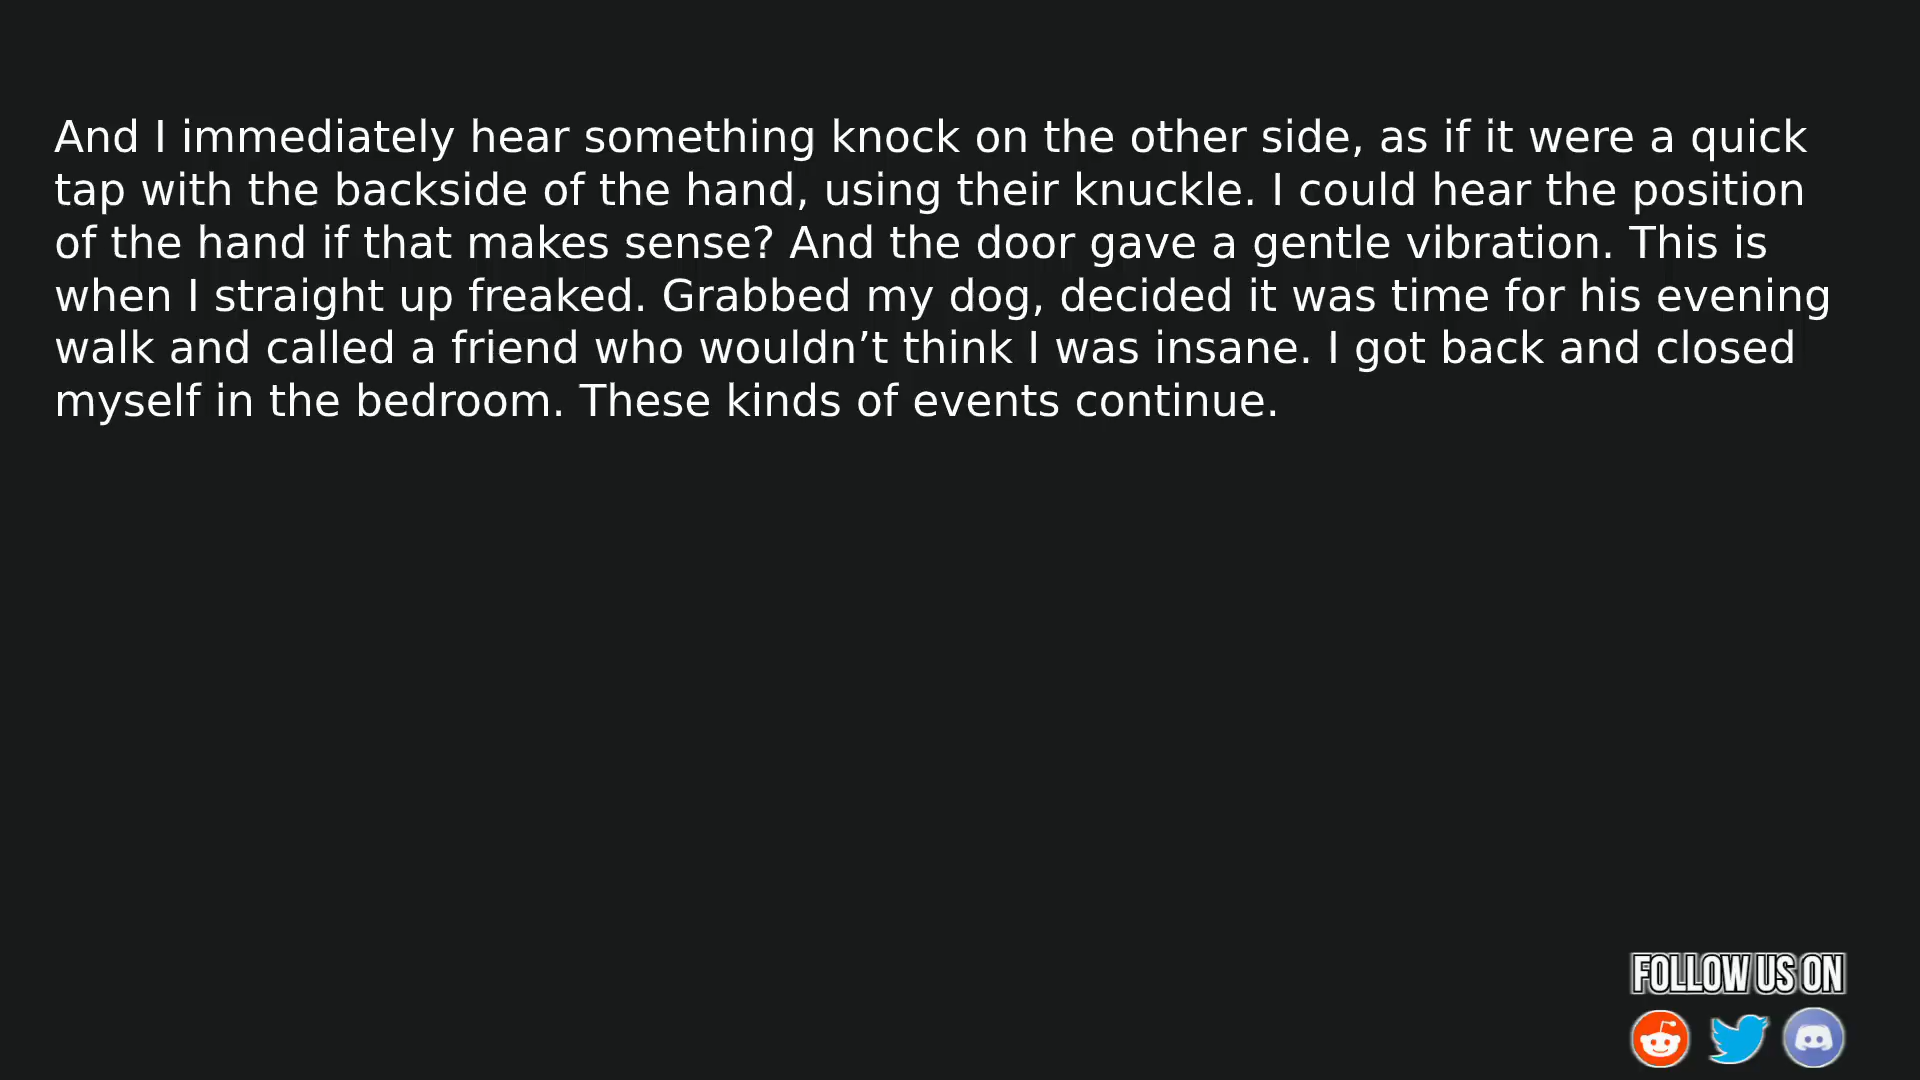 And I immediately hear something knock on the other side, as if it were a quick
tap with the backside of the hand, using their knuckle. I could hear the position
of the hand if that makes sense? And the door gave a gentle vibration. This is
when I straight up freaked. Grabbed my dog, decided it was time for his evening
walk and called a friend who wouldn’t think I was insane. I got back and closed
myself in the bedroom. These kinds of events continue.
FOLLOW US ON